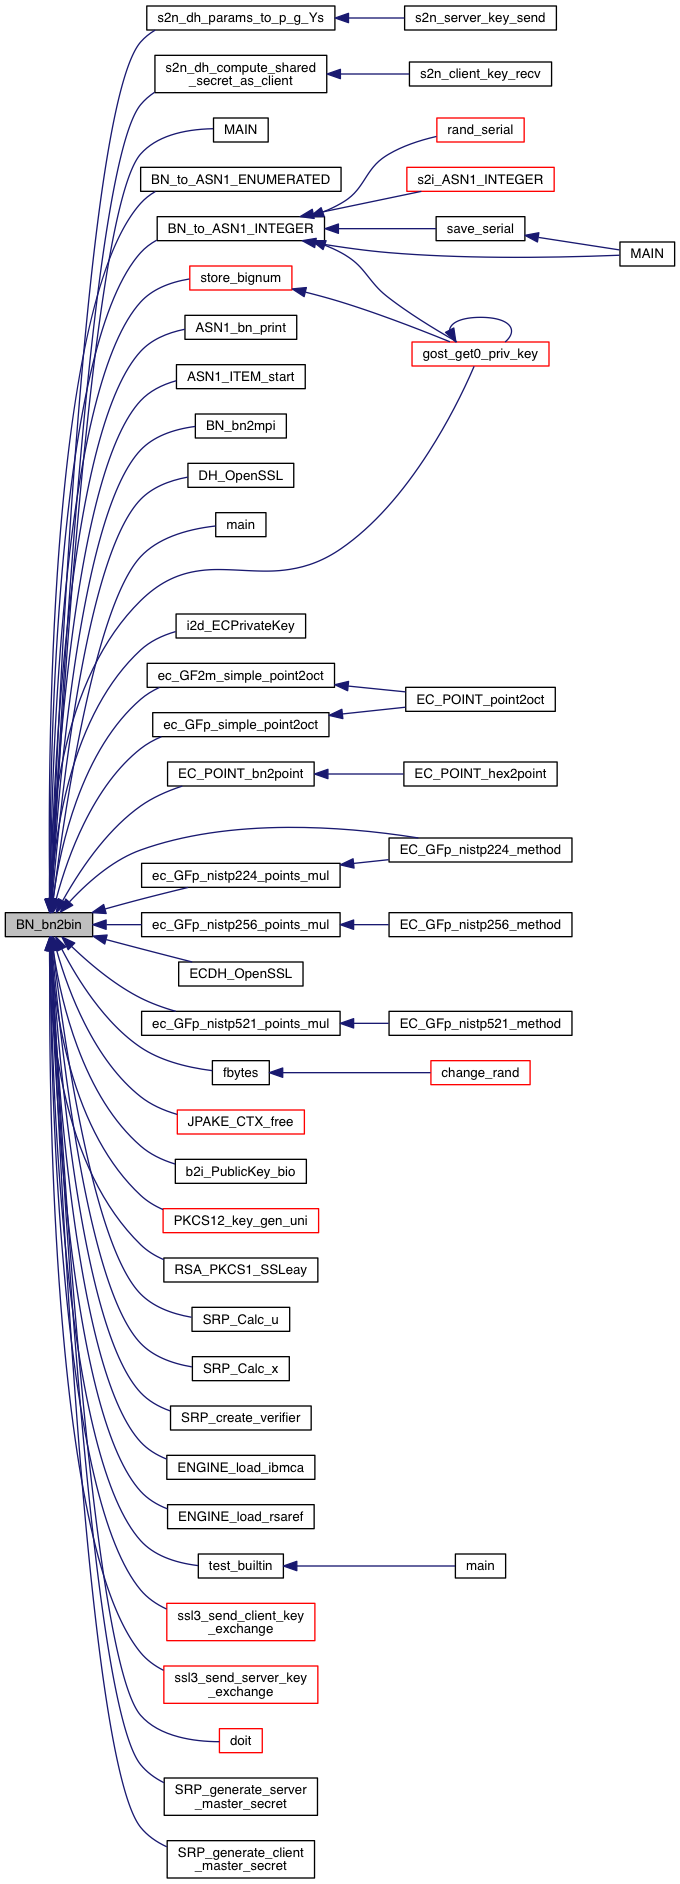 s2n_dh_params_to_p_g_Ys
s2n_server_key_send
s2n_dh_compute_shared
_secret_as_client
s2n_client_key_recv
MAIN
rand_serial
BN_to_ASN1_ENUMERATED
s2i_ASN1_INTEGER
BN_to_ASN1_INTEGER
save_serial
MAIN
store_bignum
ASN1_bn_print
gost_get0_priv_key
ASN1_ITEM_start
BN_bn2mpi
DH_OpenSSL
main
i2d_ECPrivateKey
ec_GF2m_simple_point2oct
EC_POINT_point2oct
ec_GFp_simple_point2oct
EC_POINT_bn2point
EC_POINT_hex2point
EC_GFp_nistp224_method
ec_GFp_nistp224_points_mul
BN_bn2bin
ec_GFp_nistp256_points_mul
EC_GFp_nistp256_method
ECDH_OpenSSL
ec_GFp_nistp521_points_mul
EC_GFp_nistp521_method
fbytes
change_rand
JPAKE_CTX_free
b2i_PublicKey_bio
PKCS12_key_gen_uni
RSA_PKCS1_SSLeay
SRP_Calc_u
SRP_Calc_x
SRP_create_verifier
ENGINE_load_ibmca
ENGINE_load_rsaref
test_builtin
main
ssl3_send_client_key
_exchange
ssl3_send_server_key
_exchange
doit
SRP_generate_server
_master_secret
SRP_generate_client
_master_secret